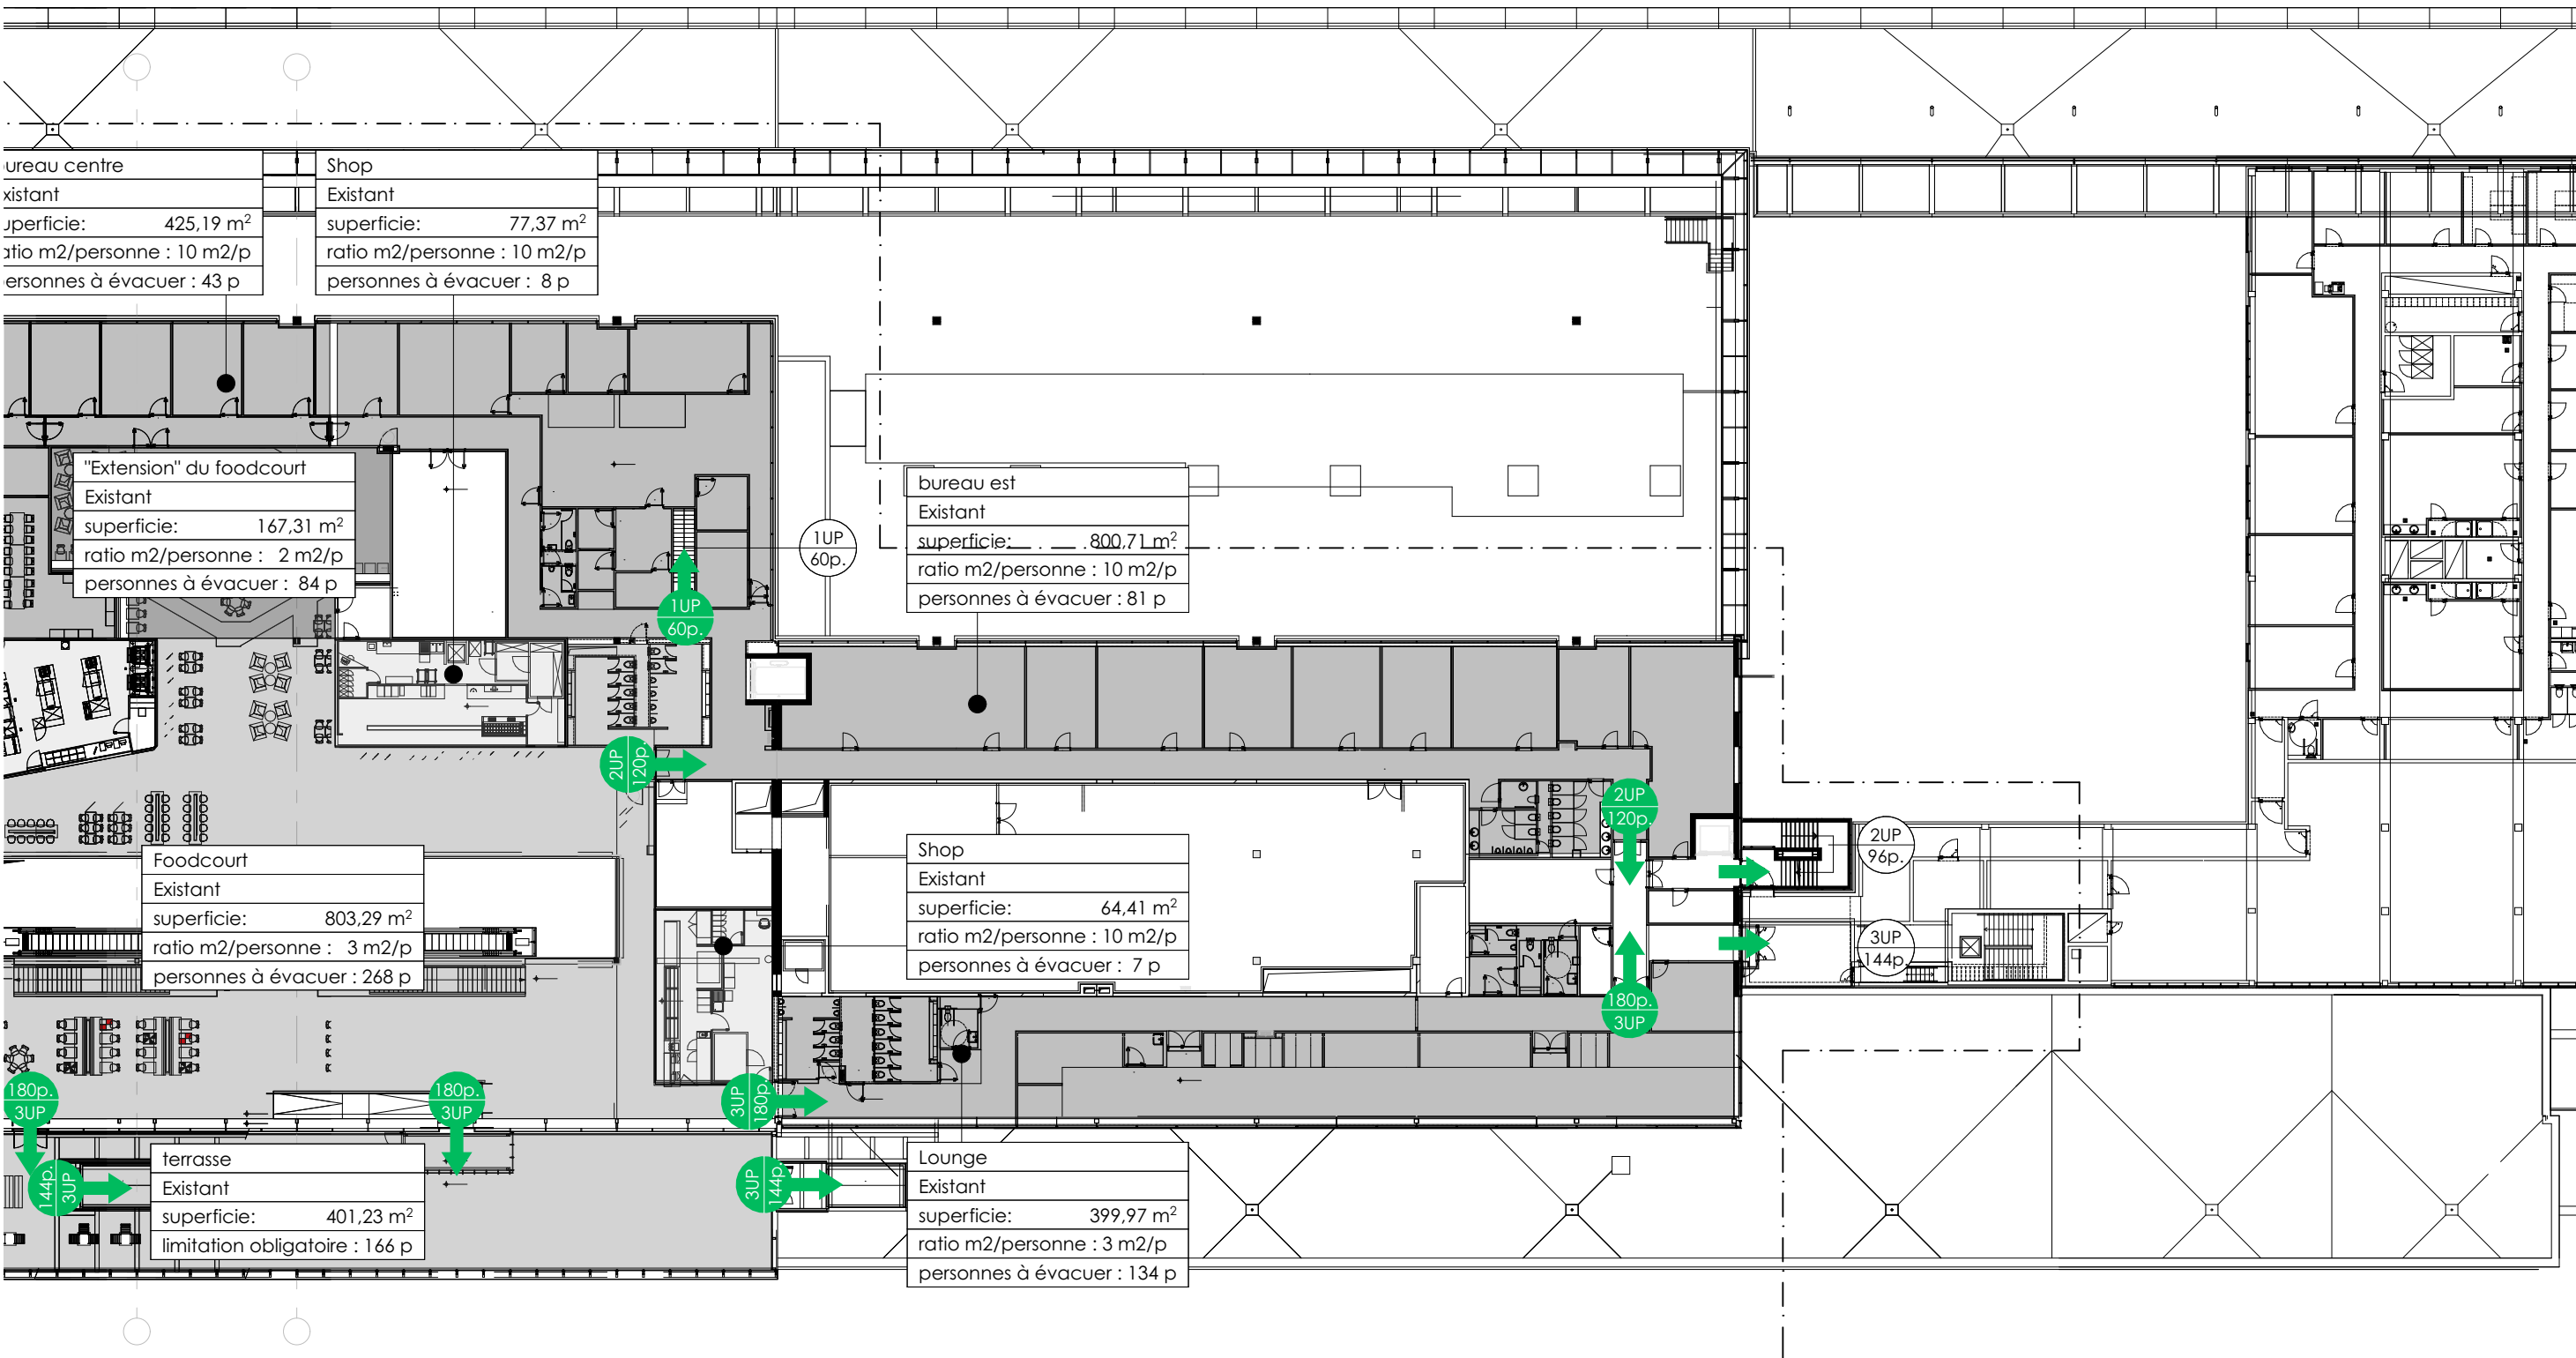 ureau centre
xistant
uperficie: 425,19 m²
atio m2/personne : 10 m2/p
ersonnes à évacuer : 43 p
Shop
Existant
superficie: 77,37 m²
ratio m2/personne : 10 m2/p
personnes à évacuer : 8 p
"Extension" du foodcourt
Existant
superficie: 167,31 m²
ratio m2/personne : 2 m2/p
personnes à évacuer : 84 p
bureau est
Existant
superficie: 800,71 m²
ratio m2/personne : 10 m2/p
personnes à évacuer : 81 p
1UP
60p.
1UP
60p.
2UP
120p.
2UP
120p.
2UP
96p.
Foodcourt
Existant
superficie: 803,29 m²
ratio m2/personne : 3 m2/p
personnes à évacuer : 268 p
Shop
Existant
superficie: 64,41 m²
ratio m2/personne : 10 m2/p
personnes à évacuer : 7 p
3UP
144p.
180p.
3UP
180p.
3UP
180p.
3UP
3UP
180p.
144p.
3UP
3UP
144p.
terrasse
Existant
superficie: 401,23 m²
limitation obligatoire : 166 p
Lounge
Existant
superficie: 399,97 m²
ratio m2/personne : 3 m2/p
personnes à évacuer : 134 p